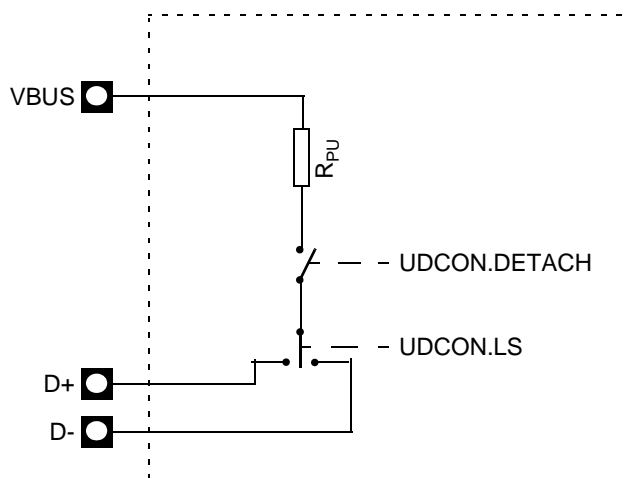 VBUS
RPU
UDCON.DETACH
UDCON.LS
D+
D-